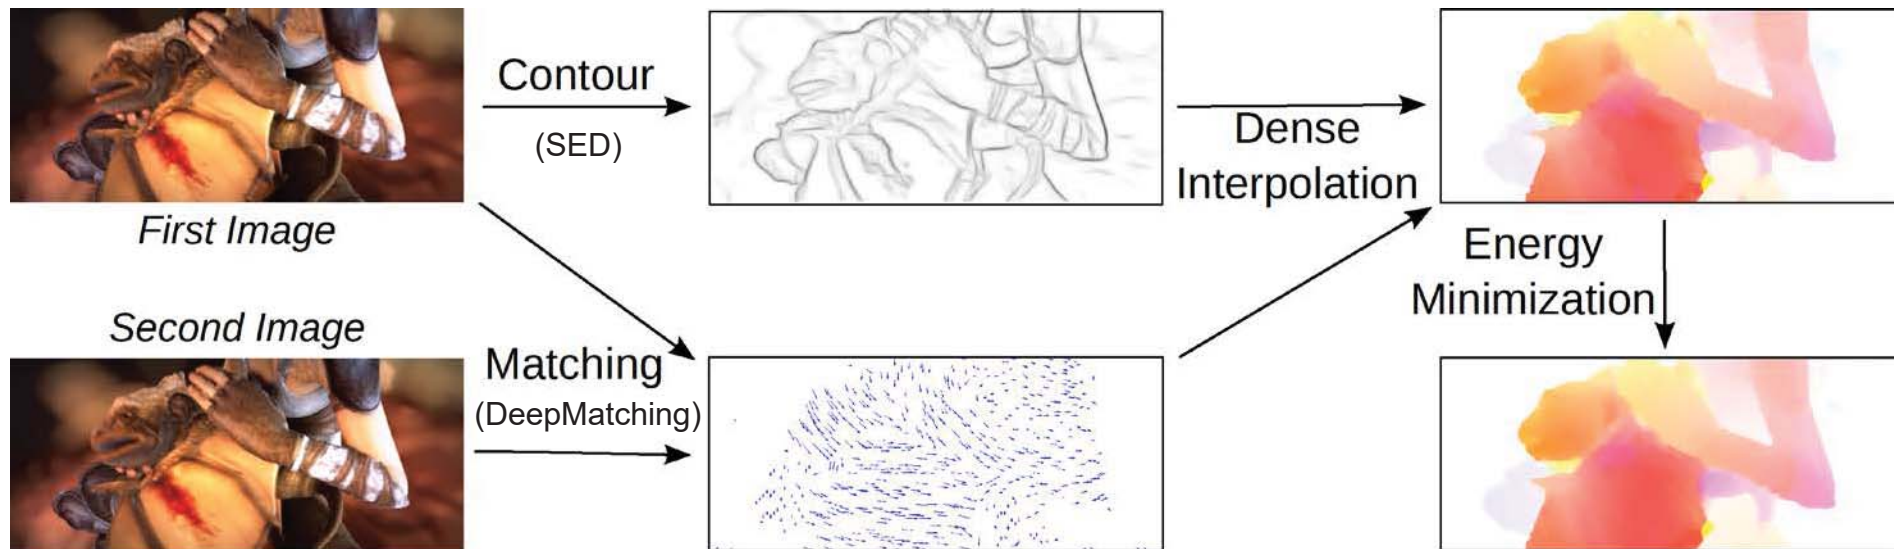 Contour
(SED)
Dense
Interpolation
First Image
Energy
Minimization
Second Image
Matching
(DeepMatching)